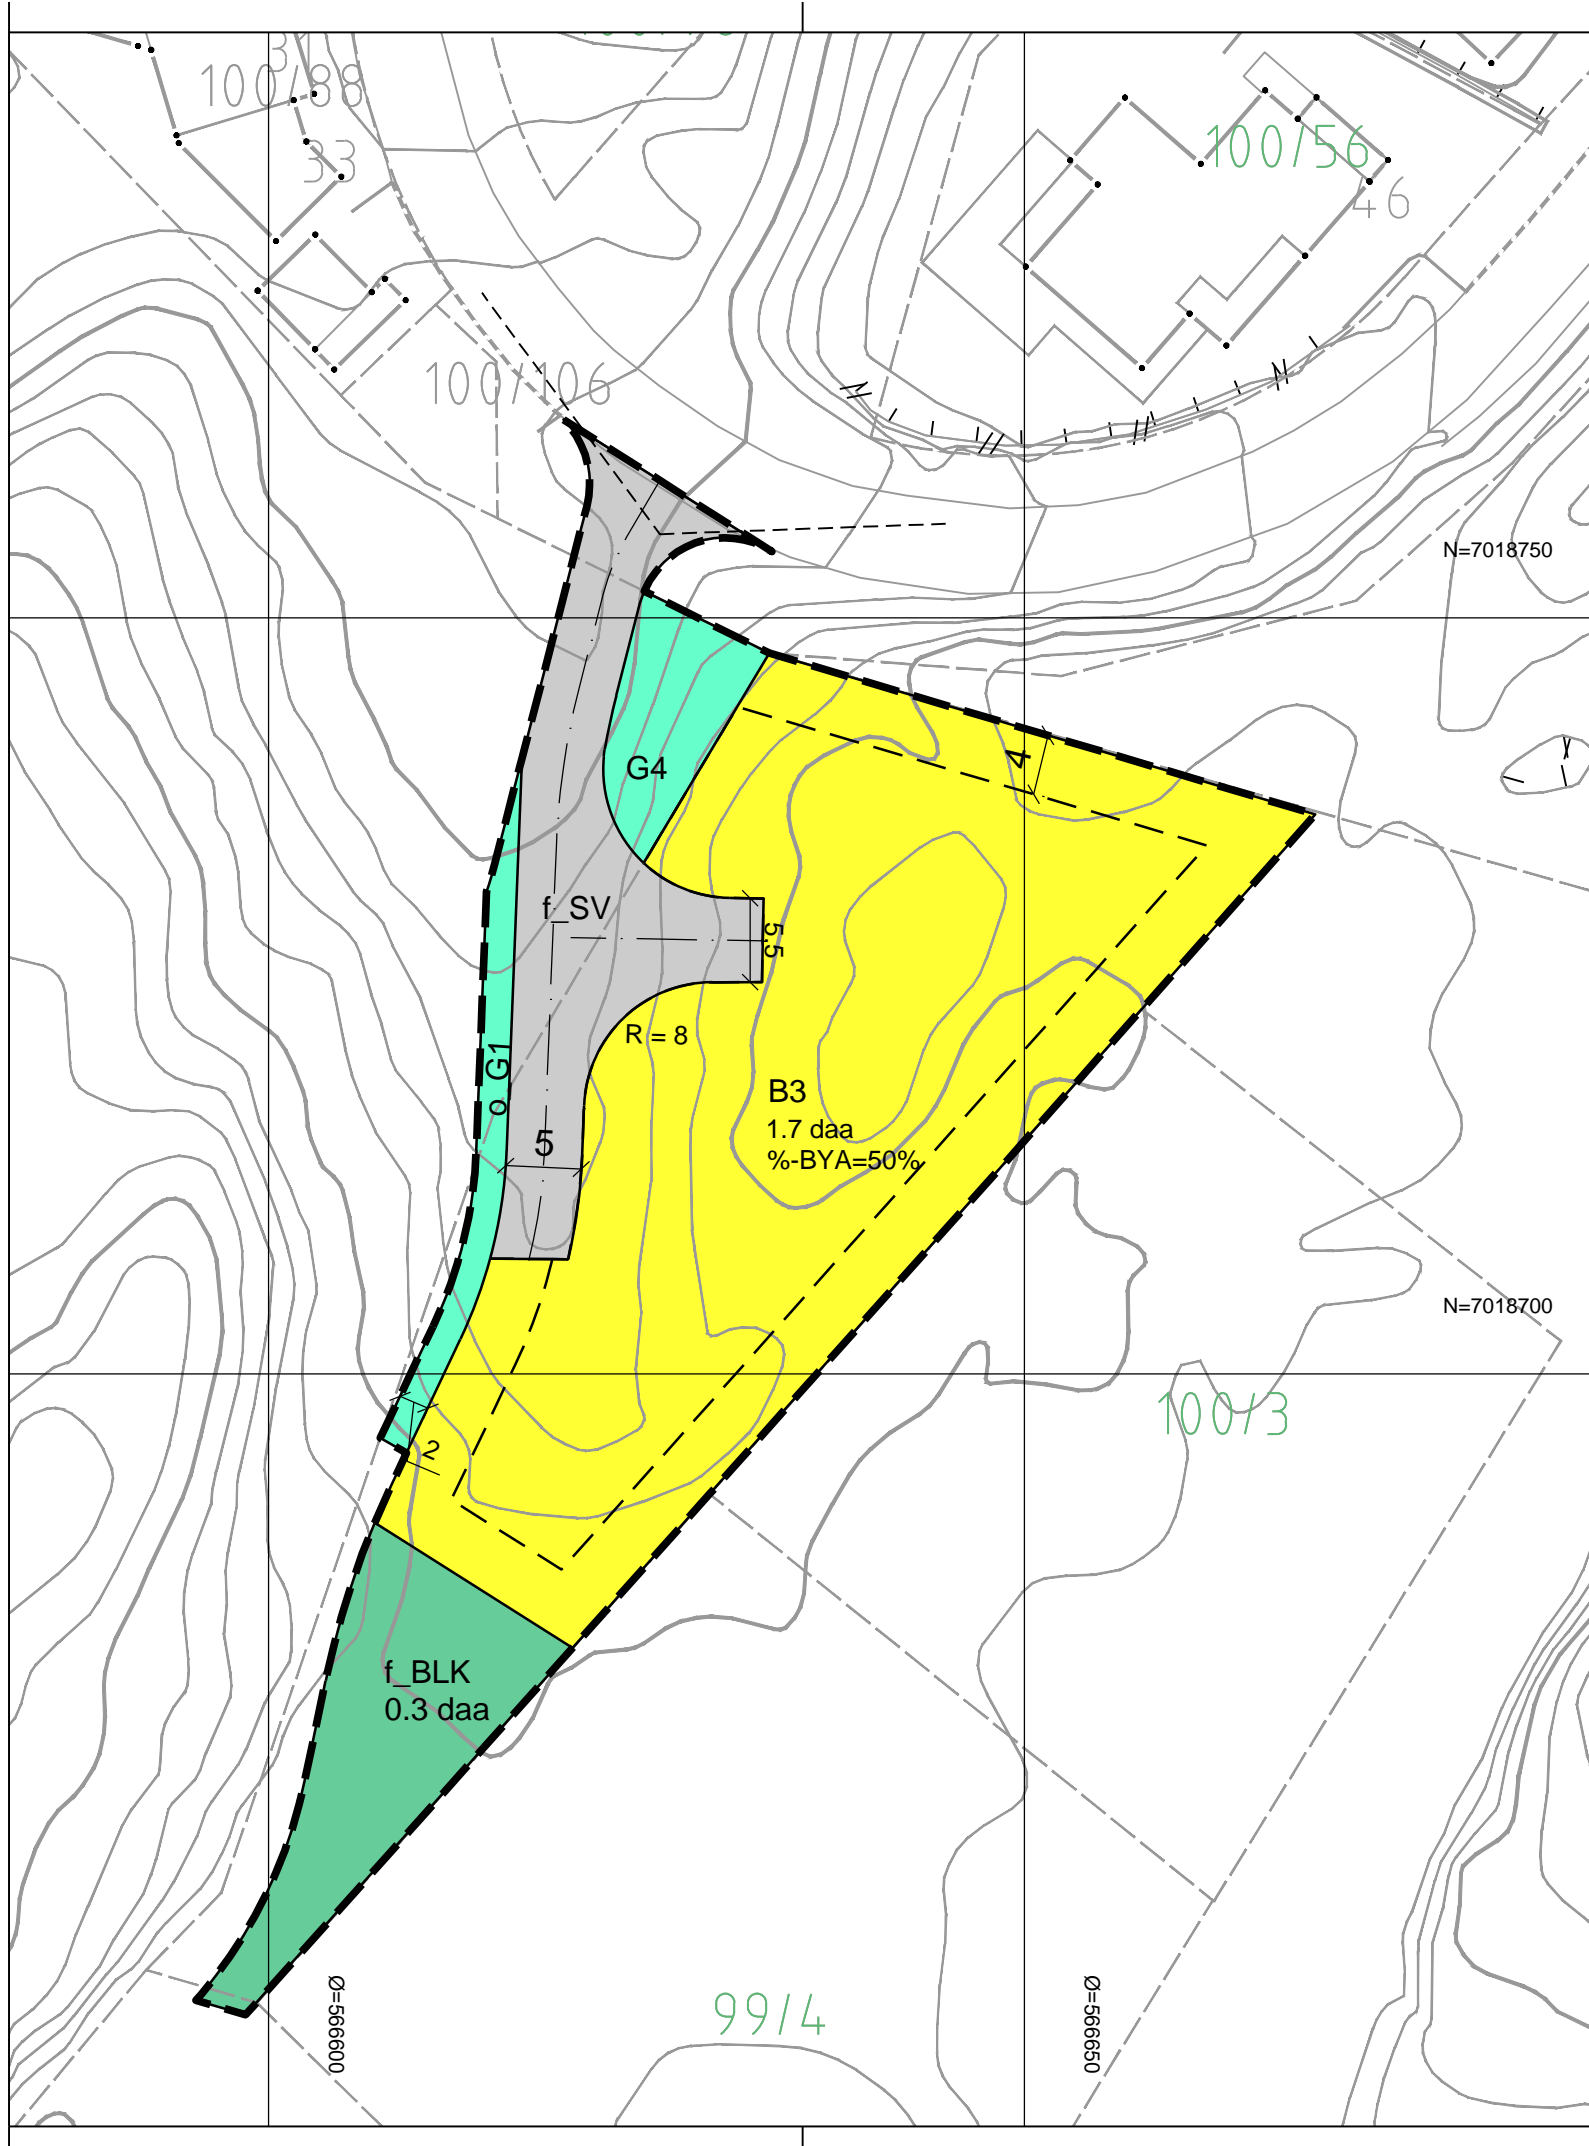 31
100/88
33
100/56
46
100/106
N=7018750
4
G4
f_SV
5.5
R = 8
o_G1
B3
1.7 daa
%-BYA=50%
5
N=7018700
100/3
2
f_BLK
0.3 daa
Ø=566600
99/4
Ø=566650